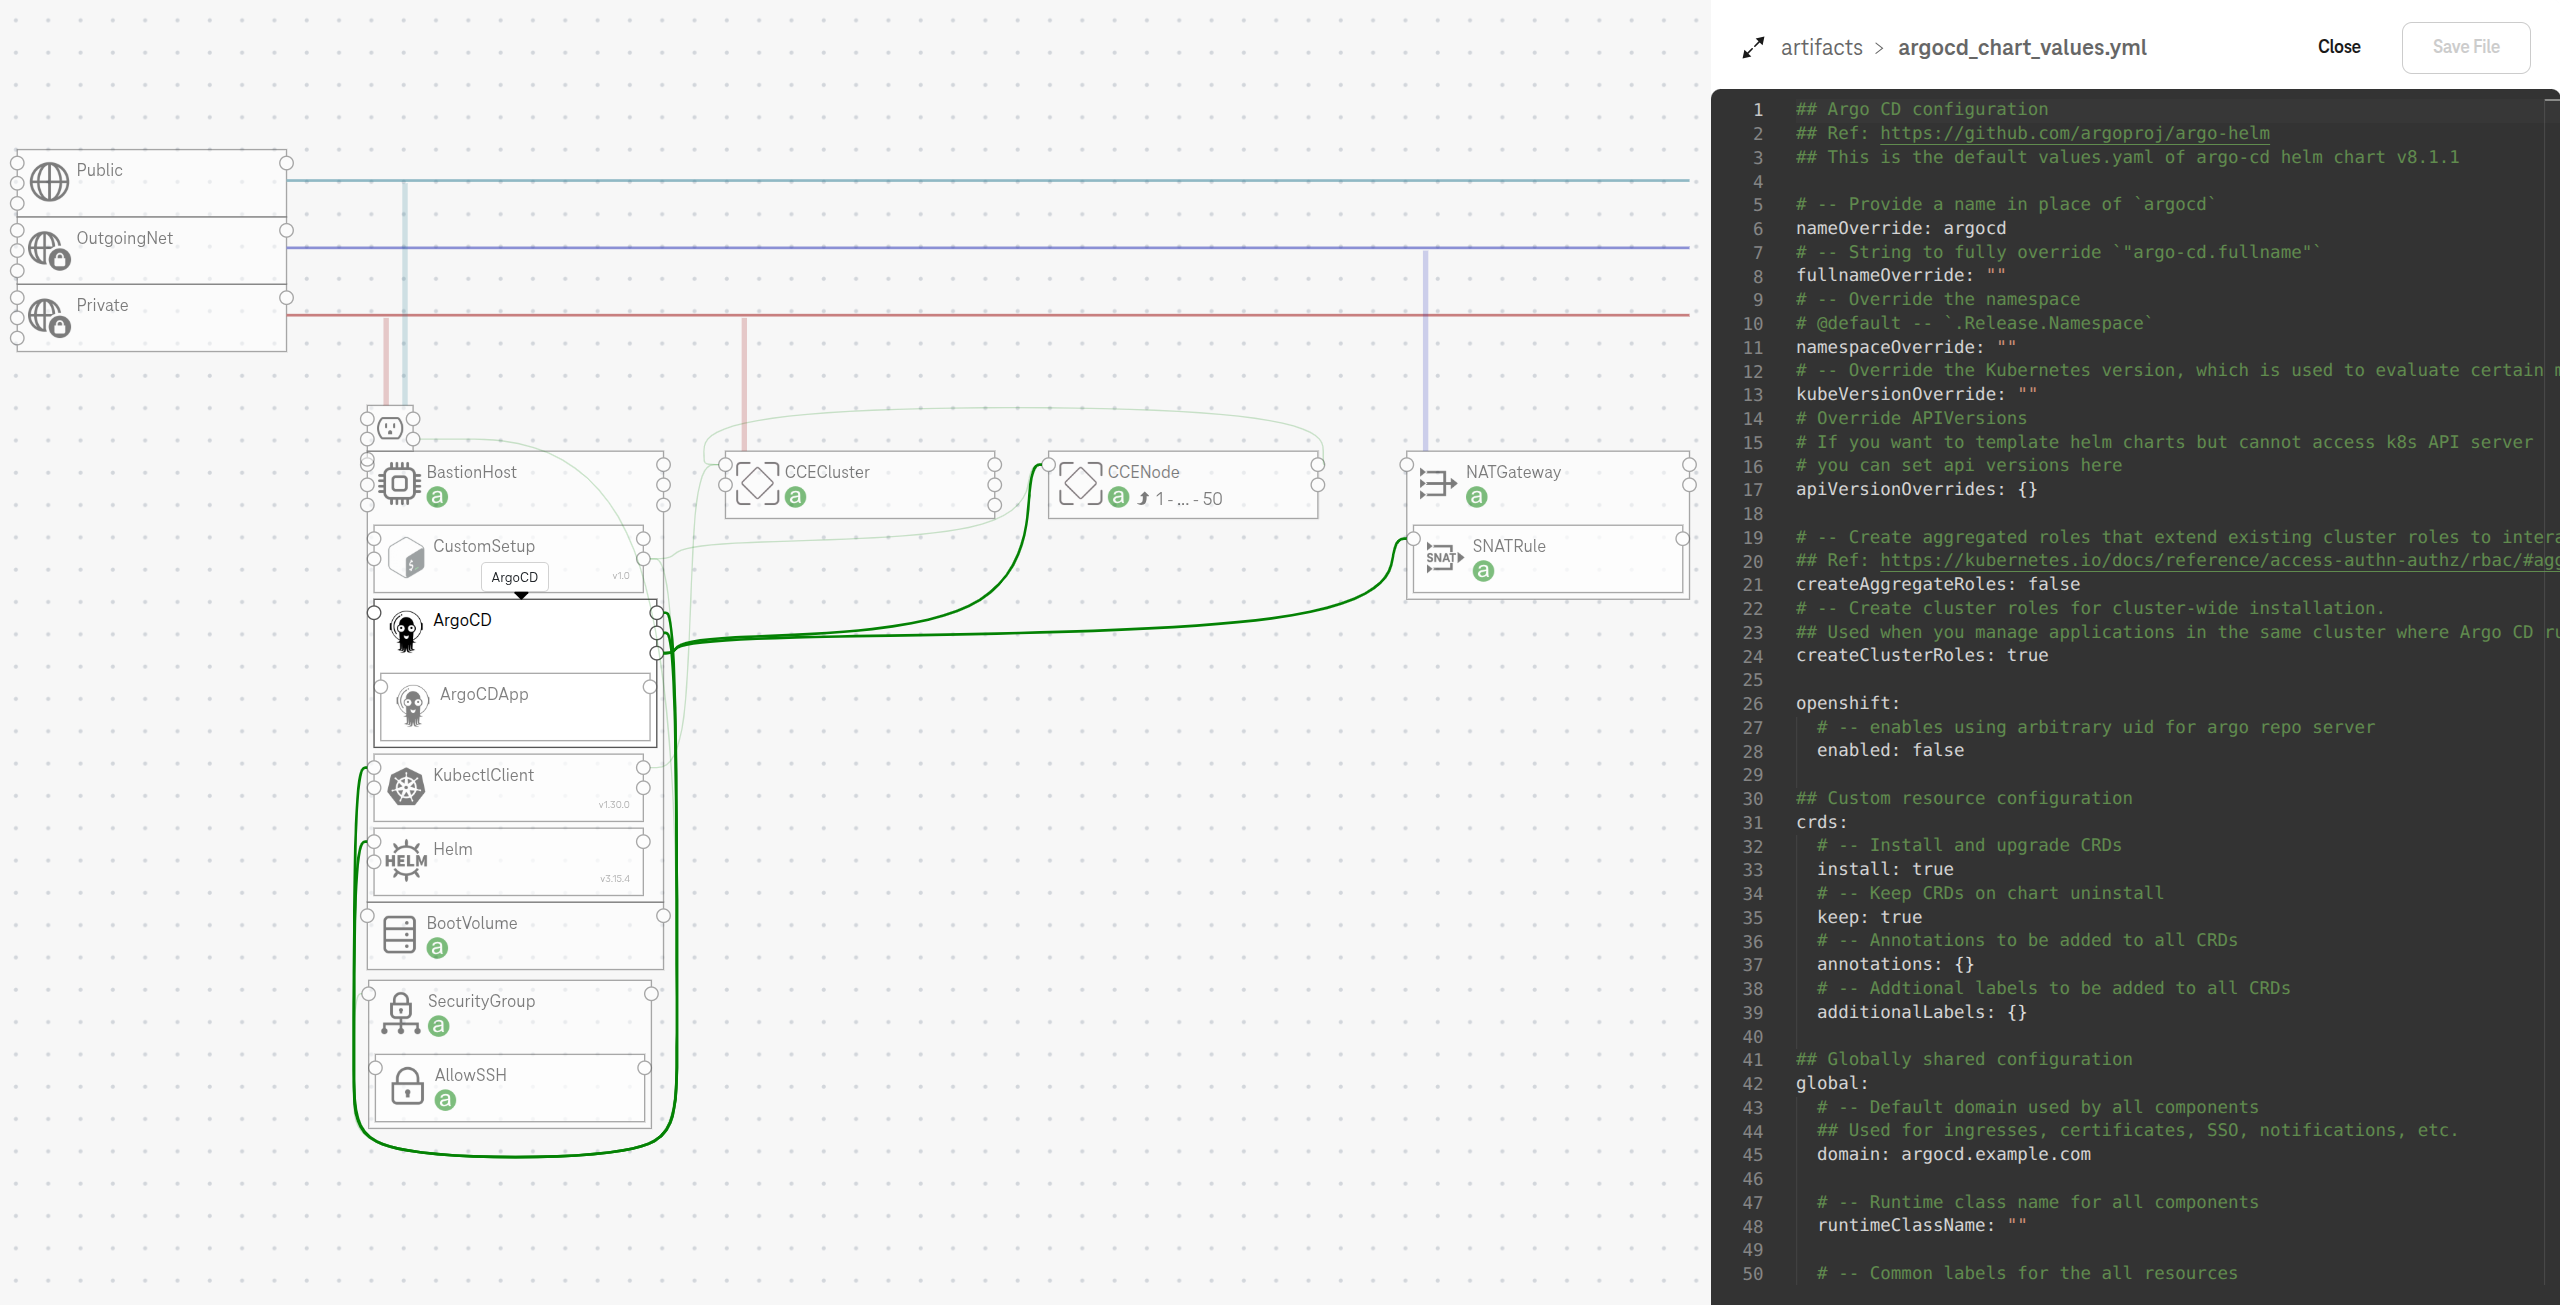 Public
OutgoingNet
Private
BastionHost
a
CustomSetup
v1.0
ArgoCD
ArgoCD
ArgoCDApp
KubectlClient
v1.30.0
HELM
Helm
v3.15.4
BootVolume
a
SecurityGroup
a
AllowSSH
a
CCECluster
a
CCENode
a 1 - ... - 50
NATGateway
a
SNAT
SNATRule
a
artifacts > argocd_chart_values.yml
Close
Save File
1 ## Argo CD configuration
2 ## Ref: https://github.com/argoproj/argo-helm
3 ## This is the default values.yaml of argo-cd helm chart v8.1.1
4
5 # -- Provide a name in place of `argocd`
6 nameOverride: argocd
7 # -- String to fully override `"argo-cd.fullname"`
8 fullnameOverride: ""
9 # -- Override the namespace
10 # @default -- `.Release.Namespace`
11 namespaceOverride: ""
12 # -- Override the Kubernetes version, which is used to evaluate certain m
13 kubeVersionOverride: ""
14 # Override APIVersions
15 # If you want to template helm charts but cannot access k8s API server
16 # you can set api versions here
17 apiVersionOverrides: {}
18
19 # -- Create aggregated roles that extend existing cluster roles to intera
20 ## Ref: https://kubernetes.io/docs/reference/access-authn-authz/rbac/#agg
21 createAggregateRoles: false
22 # -- Create cluster roles for cluster-wide installation.
23 ## Used when you manage applications in the same cluster where Argo CD ru
24 createClusterRoles: true
25
26 openshift:
27 # -- enables using arbitrary uid for argo repo server
28 enabled: false
29
30 ## Custom resource configuration
31 crds:
32 # -- Install and upgrade CRDs
33 install: true
34 # -- Keep CRDs on chart uninstall
35 keep: true
36 # -- Annotations to be added to all CRDs
37 annotations: {}
38 # -- Addtional labels to be added to all CRDs
39 additionalLabels: {}
40
41 ## Globally shared configuration
42 global:
43 # -- Default domain used by all components
44 ## Used for ingresses, certificates, SSO, notifications, etc.
45 domain: argocd.example.com
46
47 # -- Runtime class name for all components
48 runtimeClassName: ""
49
50 # -- Common labels for the all resources